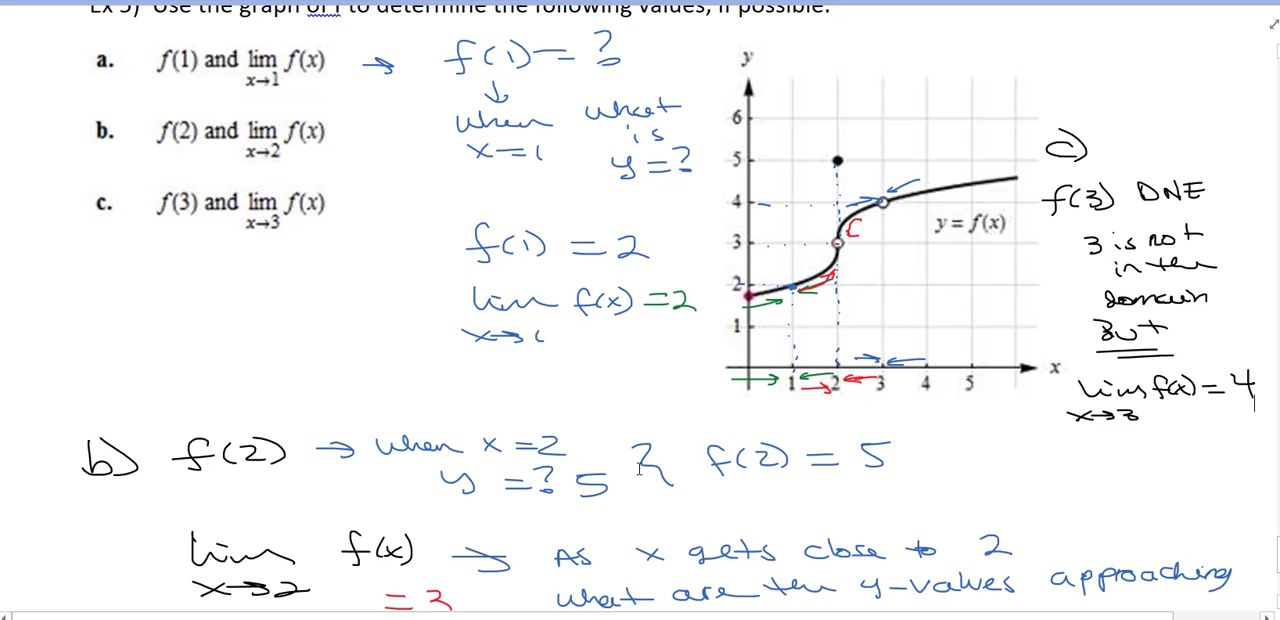 Ex 5) Use the graph of f to determine the following values, if possible.
a. f(1) and lim x→1 f(x) → f(1) = ?
↓
when what
x = 1 is
y = ?
b. f(2) and lim x→2 f(x)
c. f(3) and lim x→3 f(x)
f(1) = 2
lim f(x) = 2
x→1
y
6
5
4
3
2
1
1 2 3 4 5 x
y = f(x)
c)
f(3) DNE
3 is not
in the
domain
But
lim f(x) = 4
x→3
b) f(2) → when x = 2
y = ? 5
f(2) = 5
lim f(x) → As x gets close to 2
x→2
= 3 what are the y-values approaching